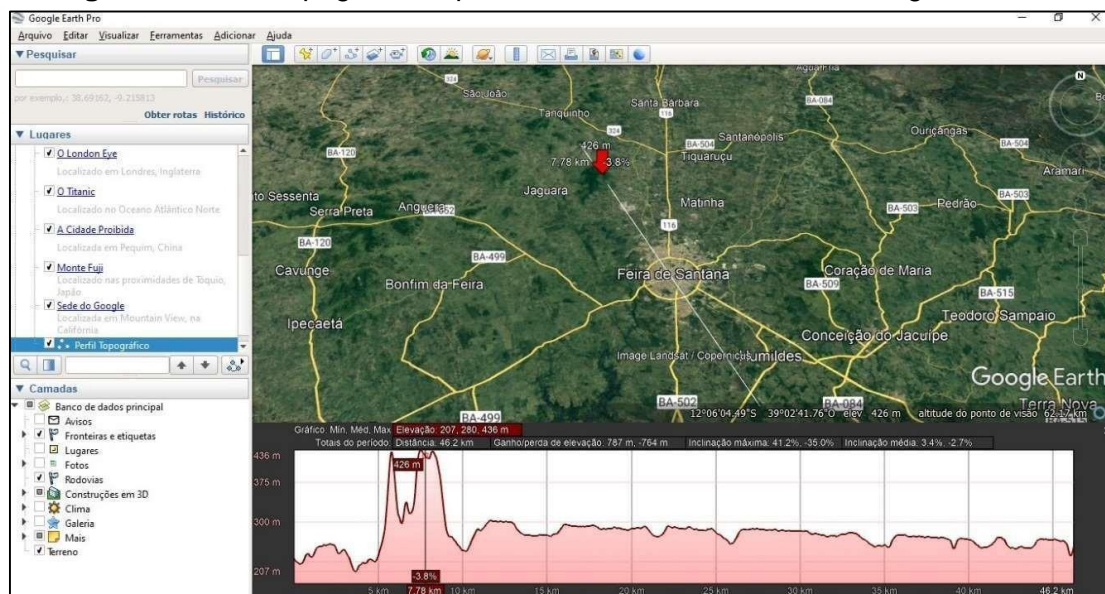 Google Earth Pro
Arquivo Editar Visualizar Ferramentas Adicionar Ajuda
Pesquisar
Pesquisar
por exemplo,: 38.69162, -9.215813
Obter rotas Histórico
Lugares
O London Eye
Localizado em Londres, Inglaterra
O Titanic
Localizado no Oceano Atlântico Norte
A Cidade Proibida
Localizada em Pequim, China
Monte Fuji
Localizado nas proximidades de Tóquio,
Japão
Sede do Google
Localizada em Mountain View, na
Califórnia
Perfil Topográfico
Camadas
Banco de dados principal
Avisos
Fronteiras e etiquetas
Lugares
Fotos
Rodovias
Construções em 3D
Clima
Galeria
Mais
Terreno
324
São João
Santa Bárbara
BA-084
Tanquinho
116
Ouriçangas
324
Santanópolis
BA-504
BA-504
426 m
BA-120
7.78 km -3.8%
Tiquaruçu
Aramari
Jaguara
Matinha
BA-503
Pedrão
BA-503
to Sessenta
Serra Preta
Anguera
116
BA-120
BA-499
Cavunge
Feira de Santana
Coração de Maria
Bonfim da Feira
BA-509
BA-515
Teodoro Sampaio
Ipecaetá
Conceição do Jacuípe
Image Landsat / Copernicus
Humildes
Google Earth
BA-502
BA-084
Terra Nova
BA-499
12°06'04.49"S 39°02'41.76"O elev 426 m altitude do ponto de visão 62.17 km
Gráfico: Mín, Méd, Máx Elevação: 207, 280, 436 m
Totais do período: Distância: 46.2 km Ganho/perda de elevação: 787 m, -764 m Inclinação máxima: 41.2%, -35.0% Inclinação média: 3.4%, -2.7%
436 m
426 m
375 m
300 m
207 m
-3.8%
5 km 7.78 km 10 km 15 km 20 km 25 km 30 km 35 km 40 km 46.2 km